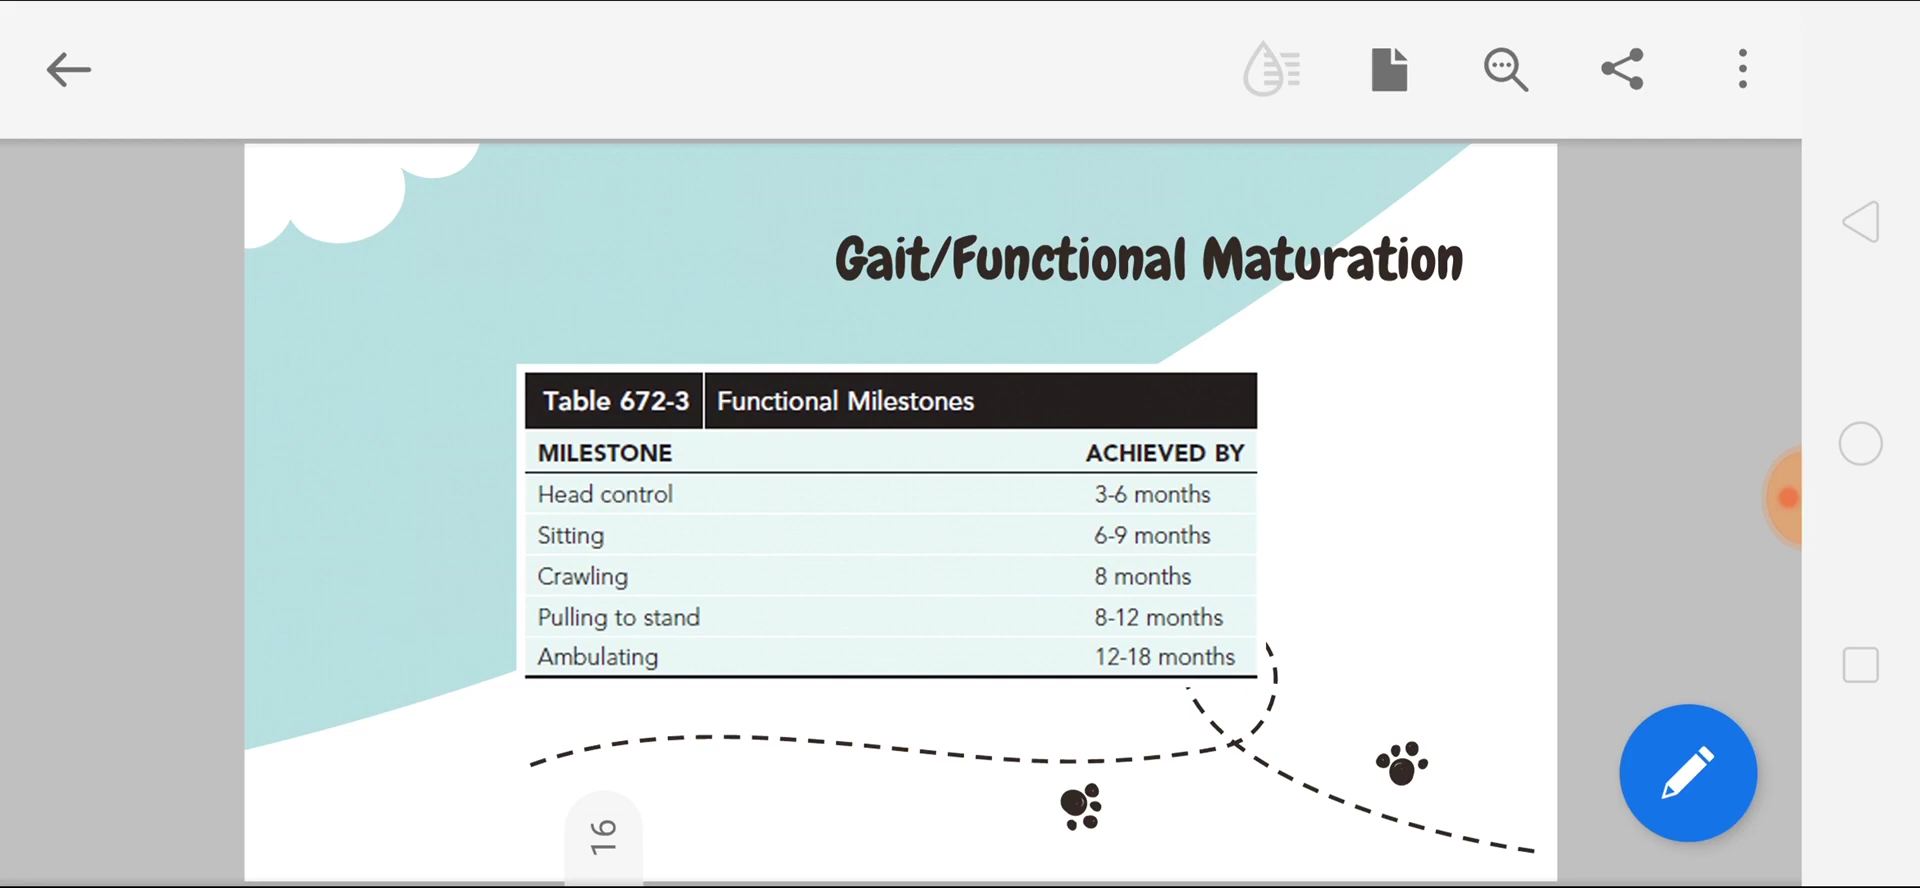 Gait/Functional Maturation
Table 672-3 Functional Milestones
MILESTONE ACHIEVED BY
Head control 3-6 months
Sitting 6-9 months
Crawling 8 months
Pulling to stand 8-12 months
Ambulating 12-18 months
16